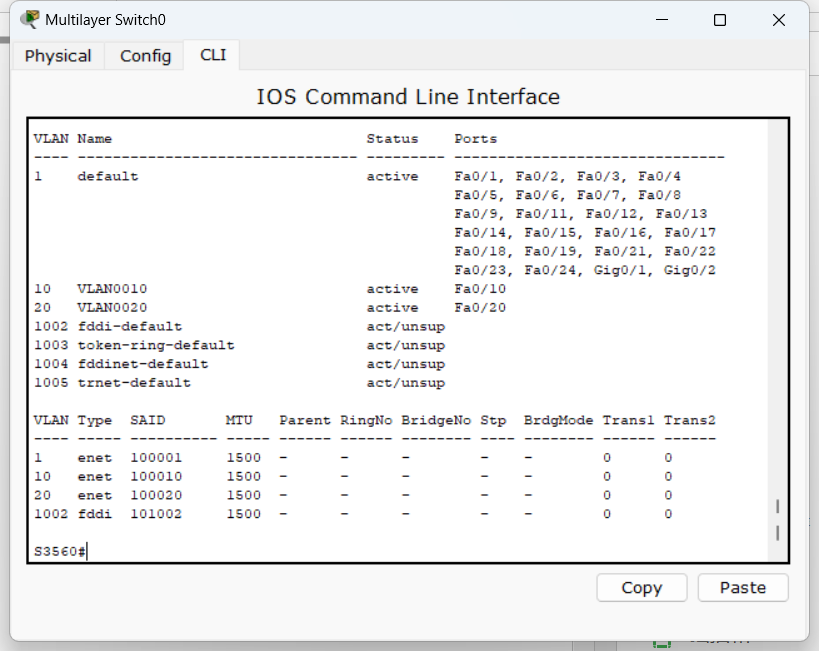 Multilayer Switch0
Physical Config CLI
IOS Command Line Interface
VLAN Name                             Status    Ports
---- -------------------------------- --------- -------------------------------
1    default                          active    Fa0/1, Fa0/2, Fa0/3, Fa0/4
                                                Fa0/5, Fa0/6, Fa0/7, Fa0/8
                                                Fa0/9, Fa0/11, Fa0/12, Fa0/13
                                                Fa0/14, Fa0/15, Fa0/16, Fa0/17
                                                Fa0/18, Fa0/19, Fa0/21, Fa0/22
                                                Fa0/23, Fa0/24, Gig0/1, Gig0/2
10   VLAN0010                         active    Fa0/10
20   VLAN0020                         active    Fa0/20
1002 fddi-default                     act/unsup
1003 token-ring-default               act/unsup
1004 fddinet-default                  act/unsup
1005 trnet-default                    act/unsup
VLAN Type  SAID       MTU   Parent RingNo BridgeNo Stp  BrdgMode Trans1 Trans2
---- ----- ---------- ----- ------ ------ -------- ---- -------- ------ ------
1    enet  100001     1500  -      -      -        -    -        0      0
10   enet  100010     1500  -      -      -        -    -        0      0
20   enet  100020     1500  -      -      -        -    -        0      0
1002 fddi  101002     1500  -      -      -        -    -        0      0
S3560#
Copy Paste